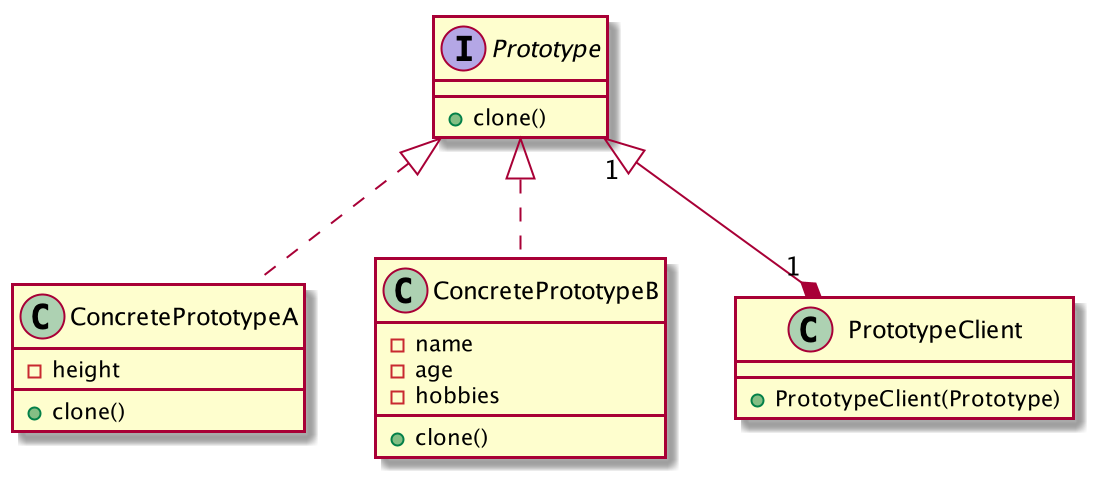 I Prototype
clone()
1
1
C ConcretePrototypeA
height
clone()
C ConcretePrototypeB
name
age
hobbies
clone()
C PrototypeClient
PrototypeClient(Prototype)